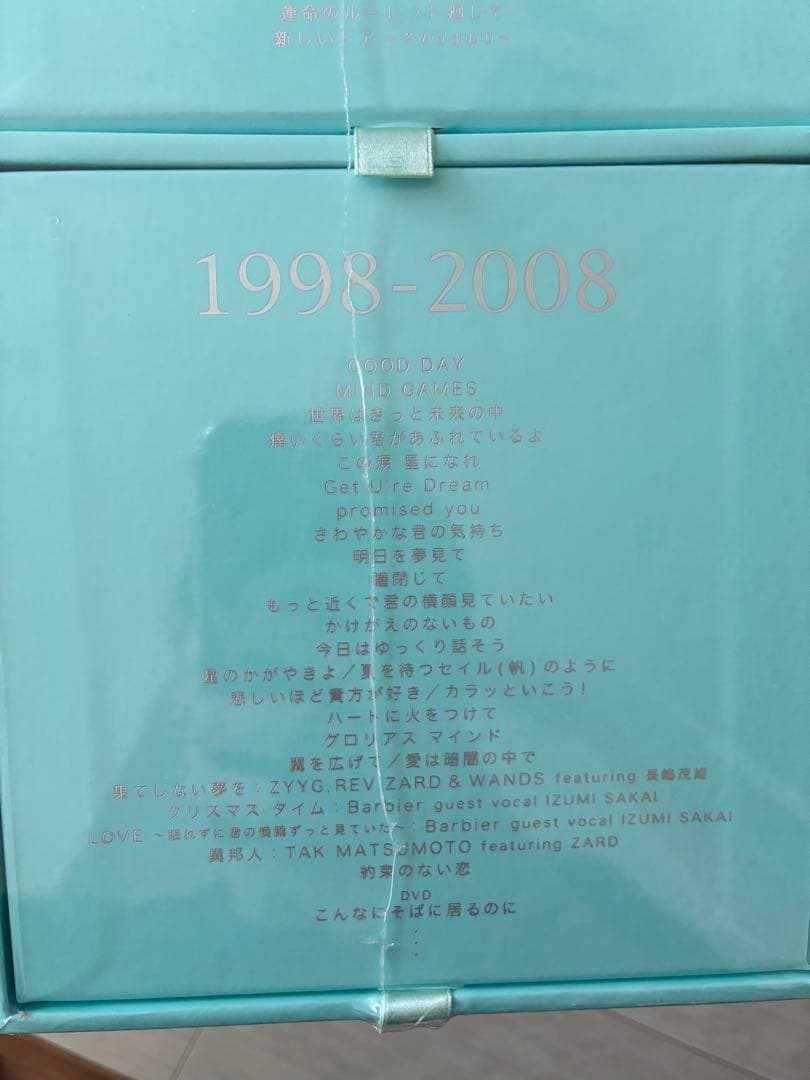 運命のルーレット廻して
新しいドア
1998-2008
GOOD DAY
MIND GAMES
世界はきっと未来の中
痛いくらい君があふれているよ
この涙 星になれ
Get U're Dream
promised you
さわやかな君の気持ち
明日を夢見て
瞳閉じて
もっと近くで君の横顔見ていたい
かけがえのないもの
今日はゆっくり話そう
星のかがやきよ/夏を待つセイル(帆)のように
悲しいほど貴方が好き/カラッといこう!
ハートに火をつけて
グロリアス マインド
翼を広げて/愛は暗闇の中で
果てしない夢を:ZYYG,REV,ZARD & WANDS featuring 長嶋茂雄
クリスマス タイム:Barbier guest vocal IZUMI SAKAI
LOVE ～眠れずに君の横顔ずっと見ていた～:Barbier guest vocal IZUMI SAKAI
異邦人:TAK MATSUMOTO featuring ZARD
約束のない恋
DVD
こんなにそばに居るのに